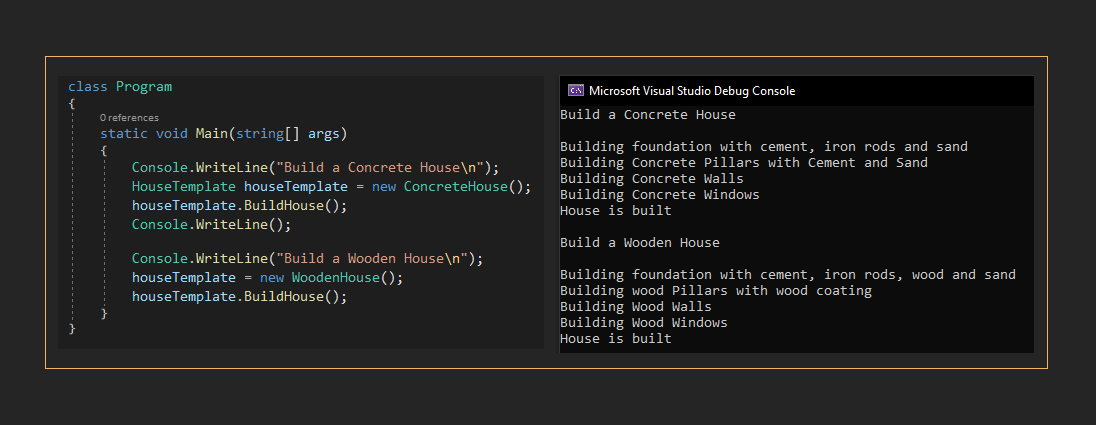 class Program
{
0 references
static void Main(string[] args)
{
Console.WriteLine("Build a Concrete House\n");
HouseTemplate houseTemplate = new ConcreteHouse();
houseTemplate.BuildHouse();
Console.WriteLine();
Console.WriteLine("Build a Wooden House\n");
houseTemplate = new WoodenHouse();
houseTemplate.BuildHouse();
}
}
C:\
Microsoft Visual Studio Debug Console
Build a Concrete House
Building foundation with cement, iron rods and sand
Building Concrete Pillars with Cement and Sand
Building Concrete Walls
Building Concrete Windows
House is built
Build a Wooden House
Building foundation with cement, iron rods, wood and sand
Building wood Pillars with wood coating
Building Wood Walls
Building Wood Windows
House is built